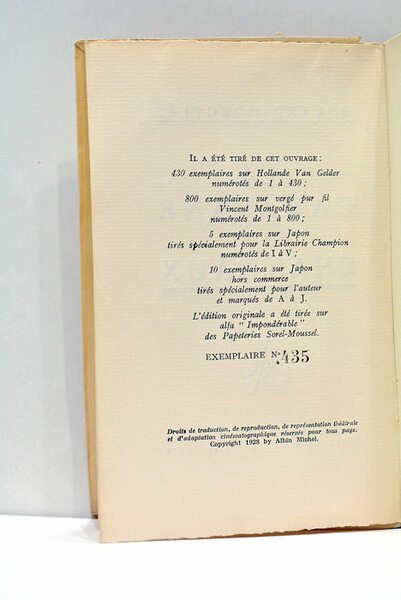 IL A ÉTÉ TIRÉ DE CET OUVRAGE :
430 exemplaires sur Hollande Van Gelder
numérotés de 1 à 430 ;
800 exemplaires sur vergé pur fil
Vincent Montgolfier
numérotés de 1 à 800 ;
5 exemplaires sur Japon
tirés spécialement pour la Librairie Champion
numérotés de I à V ;
10 exemplaires sur Japon
hors commerce
tirés spécialement pour l'auteur
et marqués de A à J.
L'édition originale a été tirée sur
alfa " Impondérable "
des Papeteries Sorel-Moussel.
EXEMPLAIRE N° 435
Droits de traduction, de reproduction, de représentation théâtrale
et d'adaptation cinématographique réservés pour tous pays.
Copyright 1928 by Albin Michel.